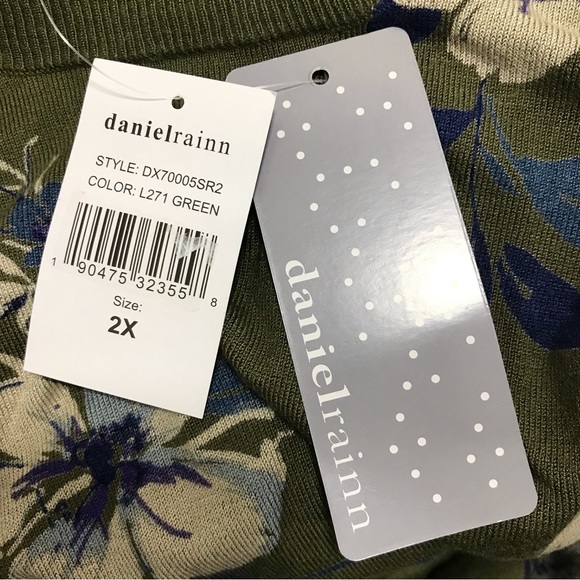 danielrainn
STYLE: DX70005SR2
COLOR: L271 GREEN
1 90475 32355 8
Size:
2X
danielrainn